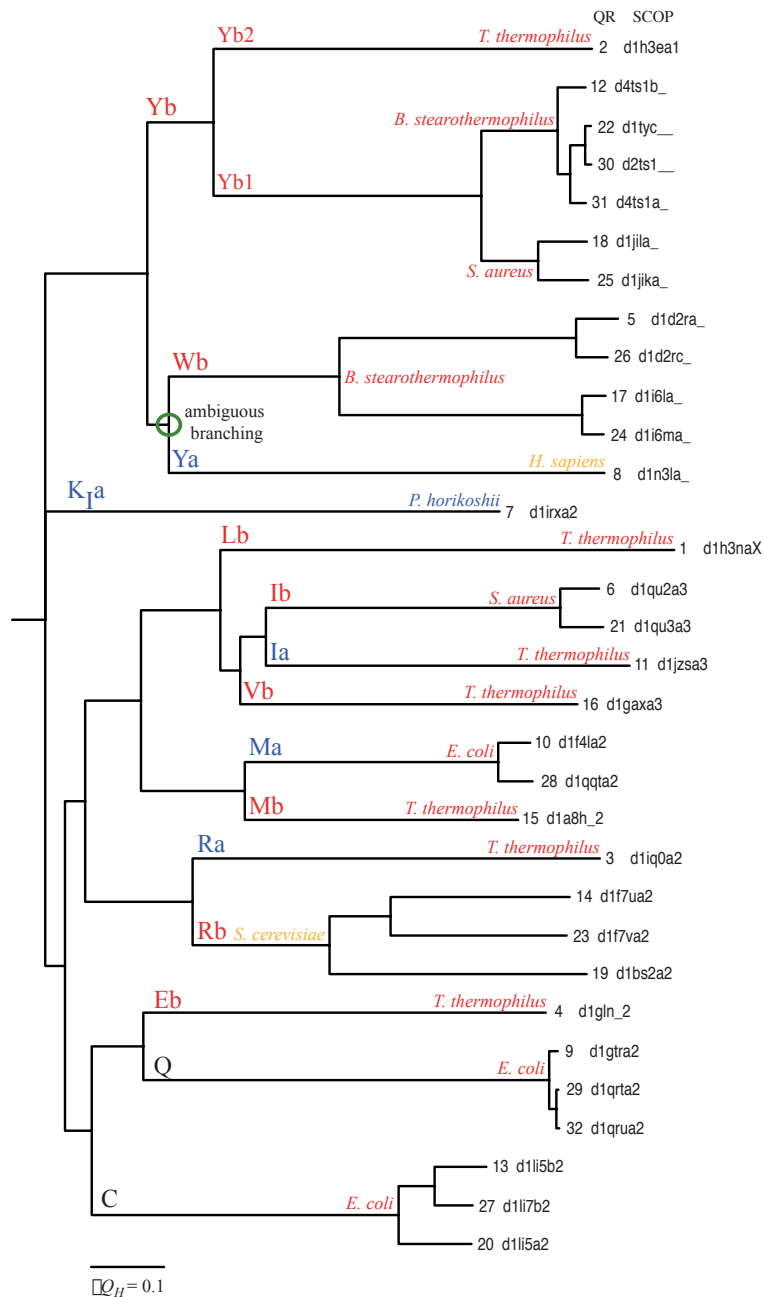 QR SCOP
Yb2 T. thermophilus 2 d1h3ea1
Yb
12 d4ts1b_
B. stearothermophilus
22 d1tyc__
30 d2ts1__
Yb1
31 d4ts1a_
18 d1jila_
S. aureus
25 d1jika_
5 d1d2ra_
26 d1d2rc_
Wb
B. stearothermophilus
17 d1i6la_
ambiguous
branching
24 d1i6ma_
Ya H. sapiens 8 d1n3la_
KIa P. horikoshii 7 d1irxa2
Lb T. thermophilus 1 d1h3naX
6 d1qu2a3
Ib S. aureus
21 d1qu3a3
Ia T. thermophilus 11 d1jzsa3
Vb T. thermophilus 16 d1gaxa3
10 d1f4la2
Ma E. coli
28 d1qqta2
Mb T. thermophilus 15 d1a8h_2
Ra T. thermophilus 3 d1iq0a2
14 d1f7ua2
Rb S. cerevisiae
23 d1f7va2
19 d1bs2a2
Eb T. thermophilus 4 d1gln_2
9 d1gtra2
Q E. coli
29 d1qrta2
32 d1qrua2
13 d1li5b2
C E. coli
27 d1li7b2
20 d1li5a2
▯QH = 0.1